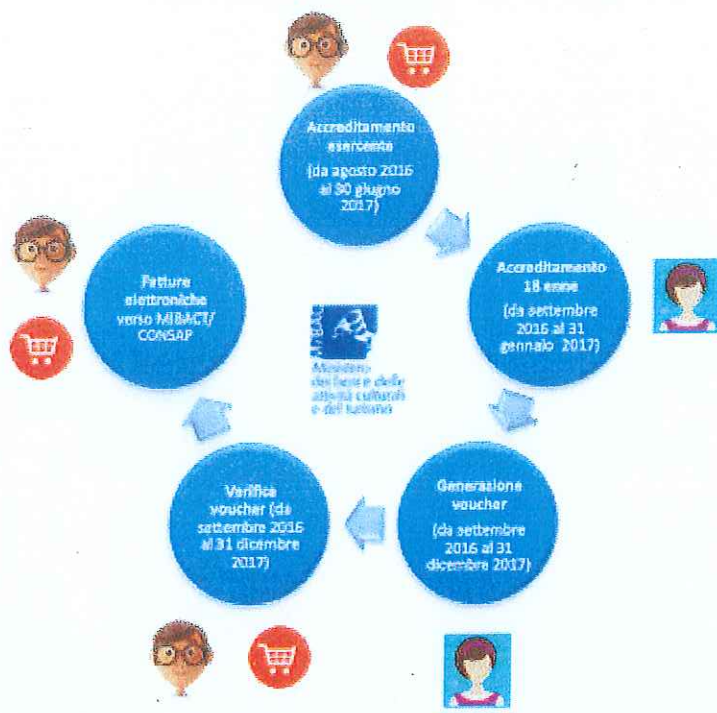 Accreditamento
esercente
(da agosto 2016
al 30 giugno
2017)
Accreditamento
18 enne
(da settembre
2016 al 31
gennaio 2017)
Generazione
voucher
(da settembre
2016 al 31
dicembre 2017)
Verifica
voucher (da
settembre 2016
al 31 dicembre
2017)
Fatture
elettroniche
verso MIBACT/
CONSAP
MiBAC
Ministero
dei beni e delle
attività culturali
e del turismo